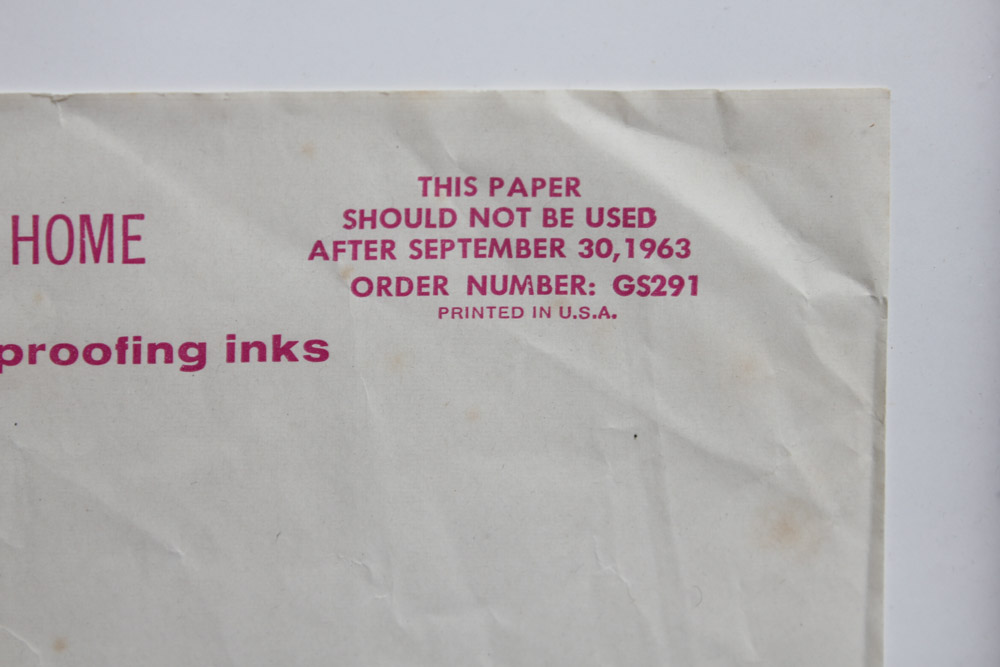 THIS PAPER
SHOULD NOT BE USED
AFTER SEPTEMBER 30, 1963
HOME
ORDER NUMBER: GS291
PRINTED IN U.S.A.
proofing inks